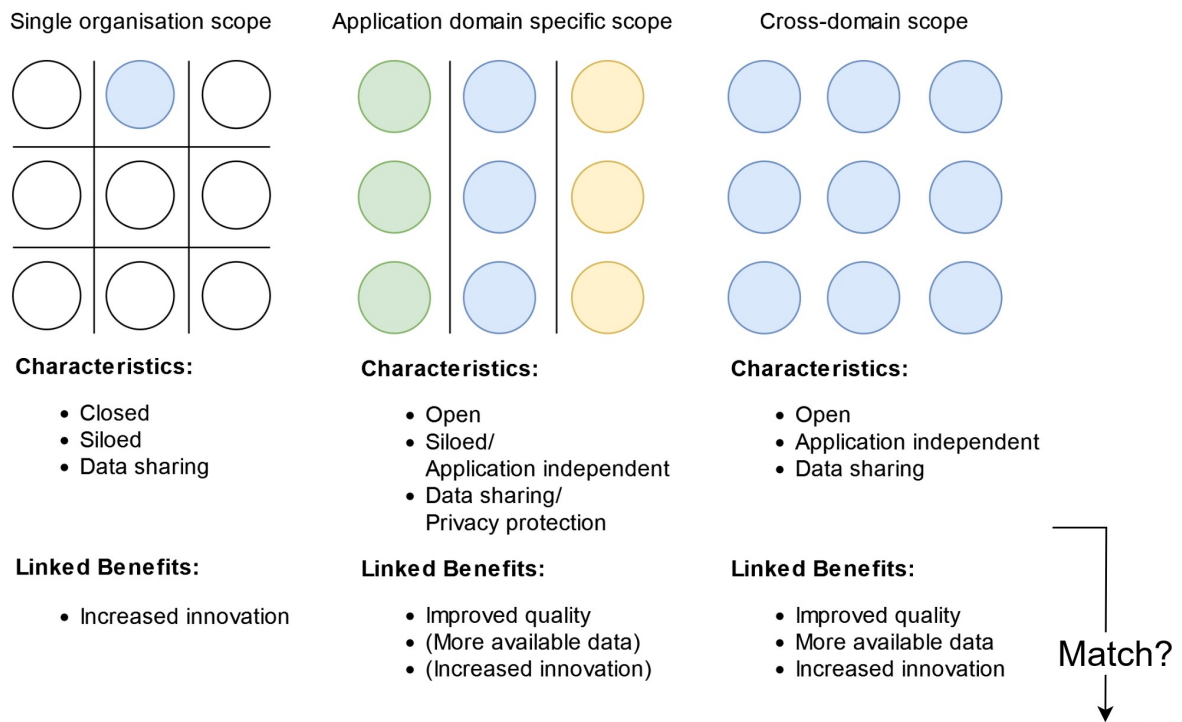 Single organisation scope
Application domain specific scope
Cross-domain scope
Characteristics:
• Closed
• Siloed
• Data sharing
Linked Benefits:
• Increased innovation
Characteristics:
• Open
• Siloed/
Application independent
• Data sharing/
Privacy protection
Linked Benefits:
• Improved quality
• (More available data)
• (Increased innovation)
Characteristics:
• Open
• Application independent
• Data sharing
Linked Benefits:
• Improved quality
• More available data
• Increased innovation
Match?